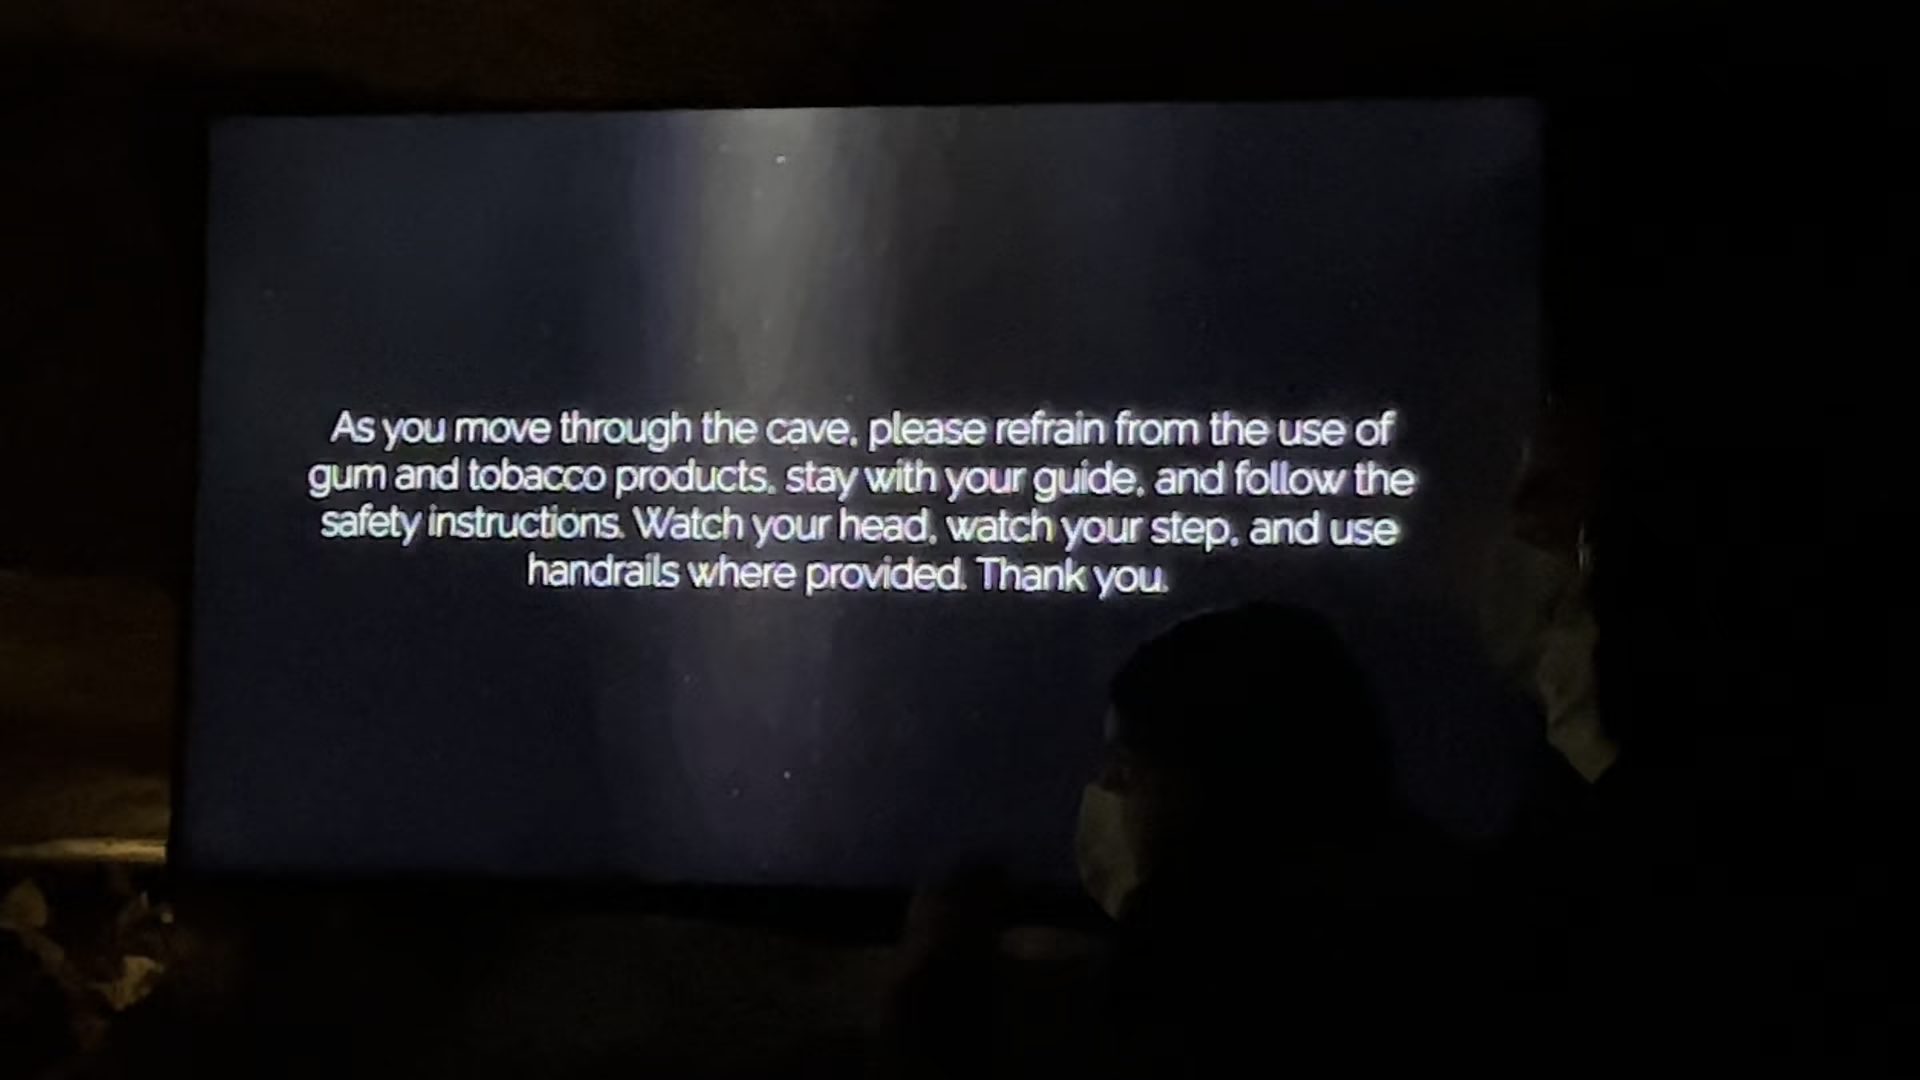 As you move through the cave, please refrain from the use of
gum and tobacco products, stay with your guide, and follow the
safety instructions. Watch your head, watch your step, and use
handrails where provided. Thank you.